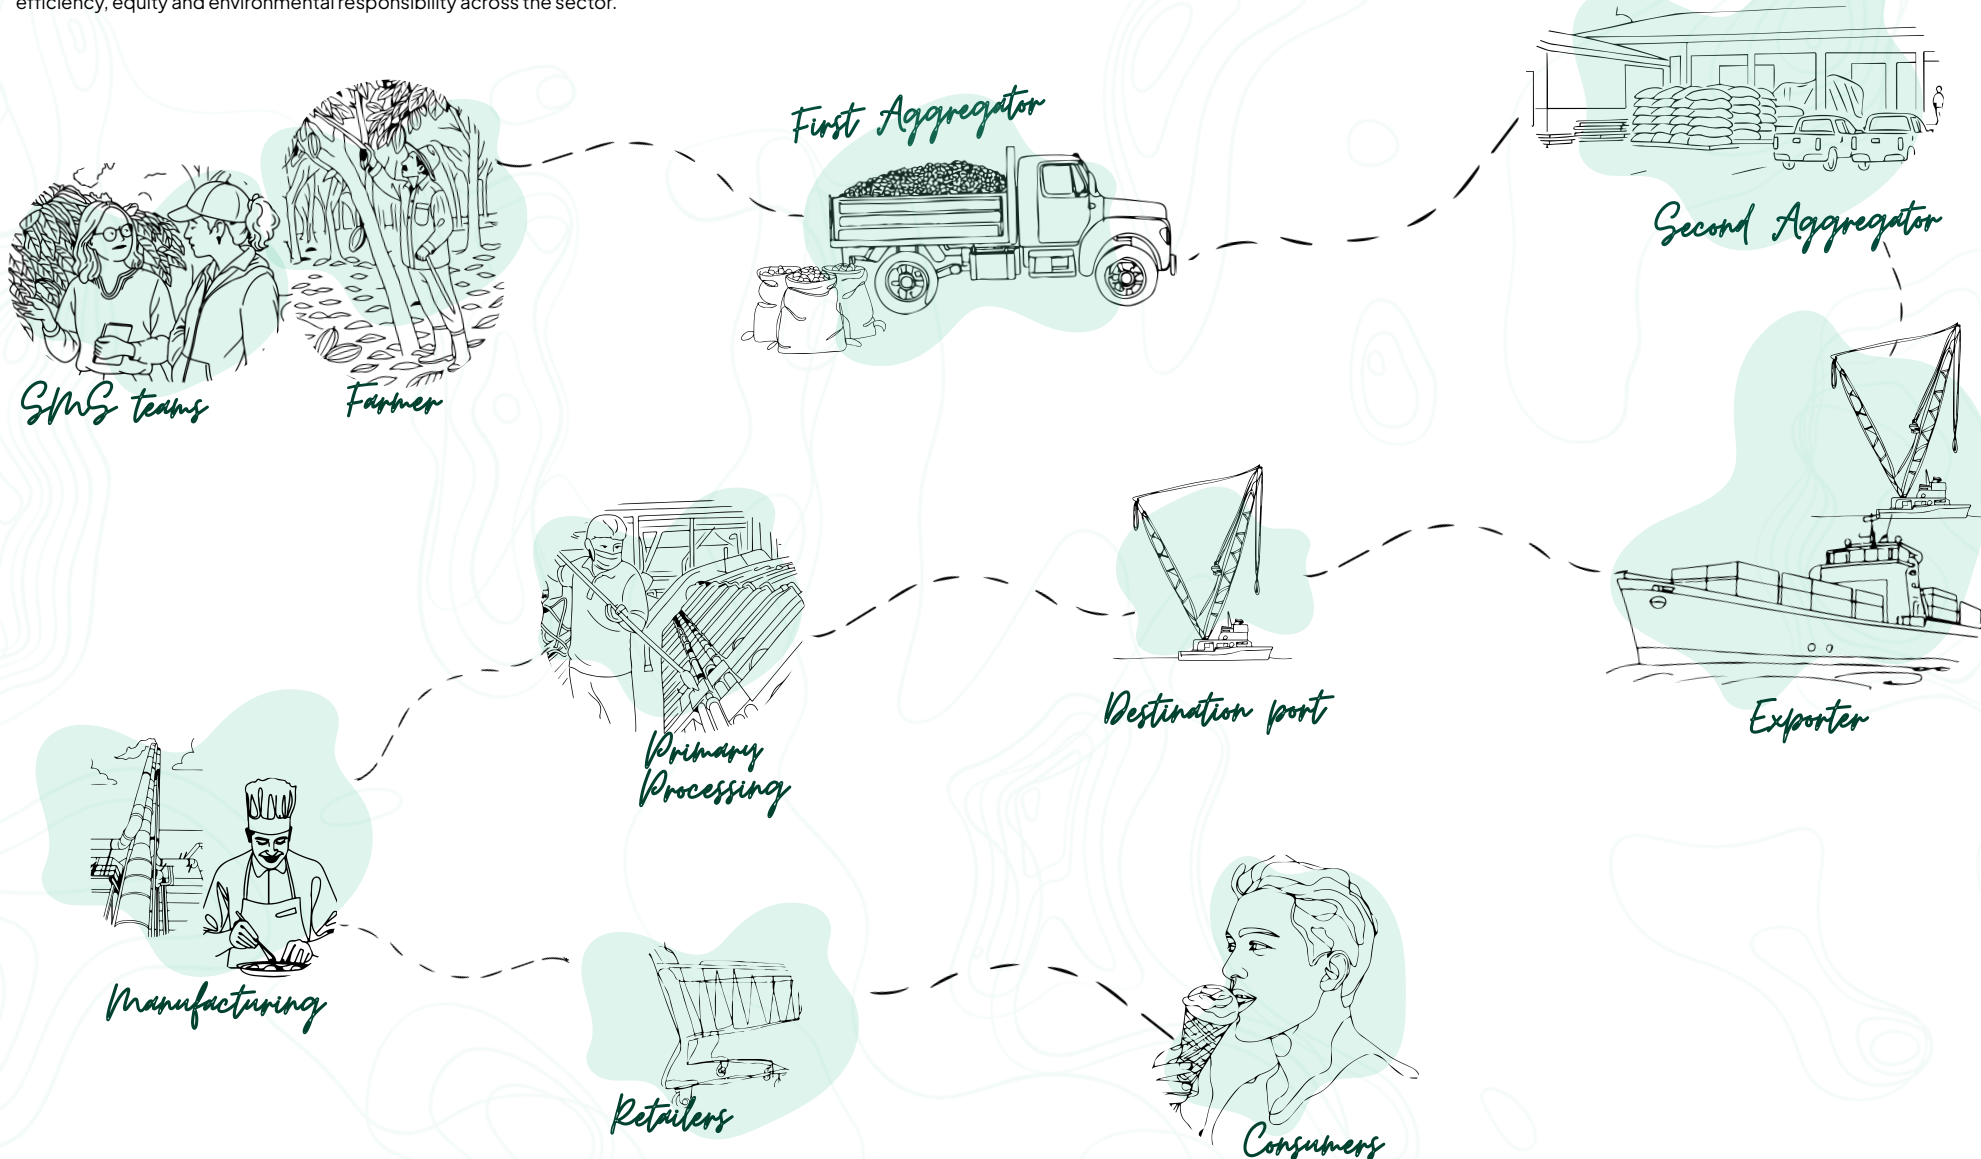 efficiency, equity and environmental responsibility across the sector.
First Aggregator
Second Aggregator
SMS teams
Farmer
Destination port
Exporter
Primary
Processing
Manufacturing
Retailers
Consumers